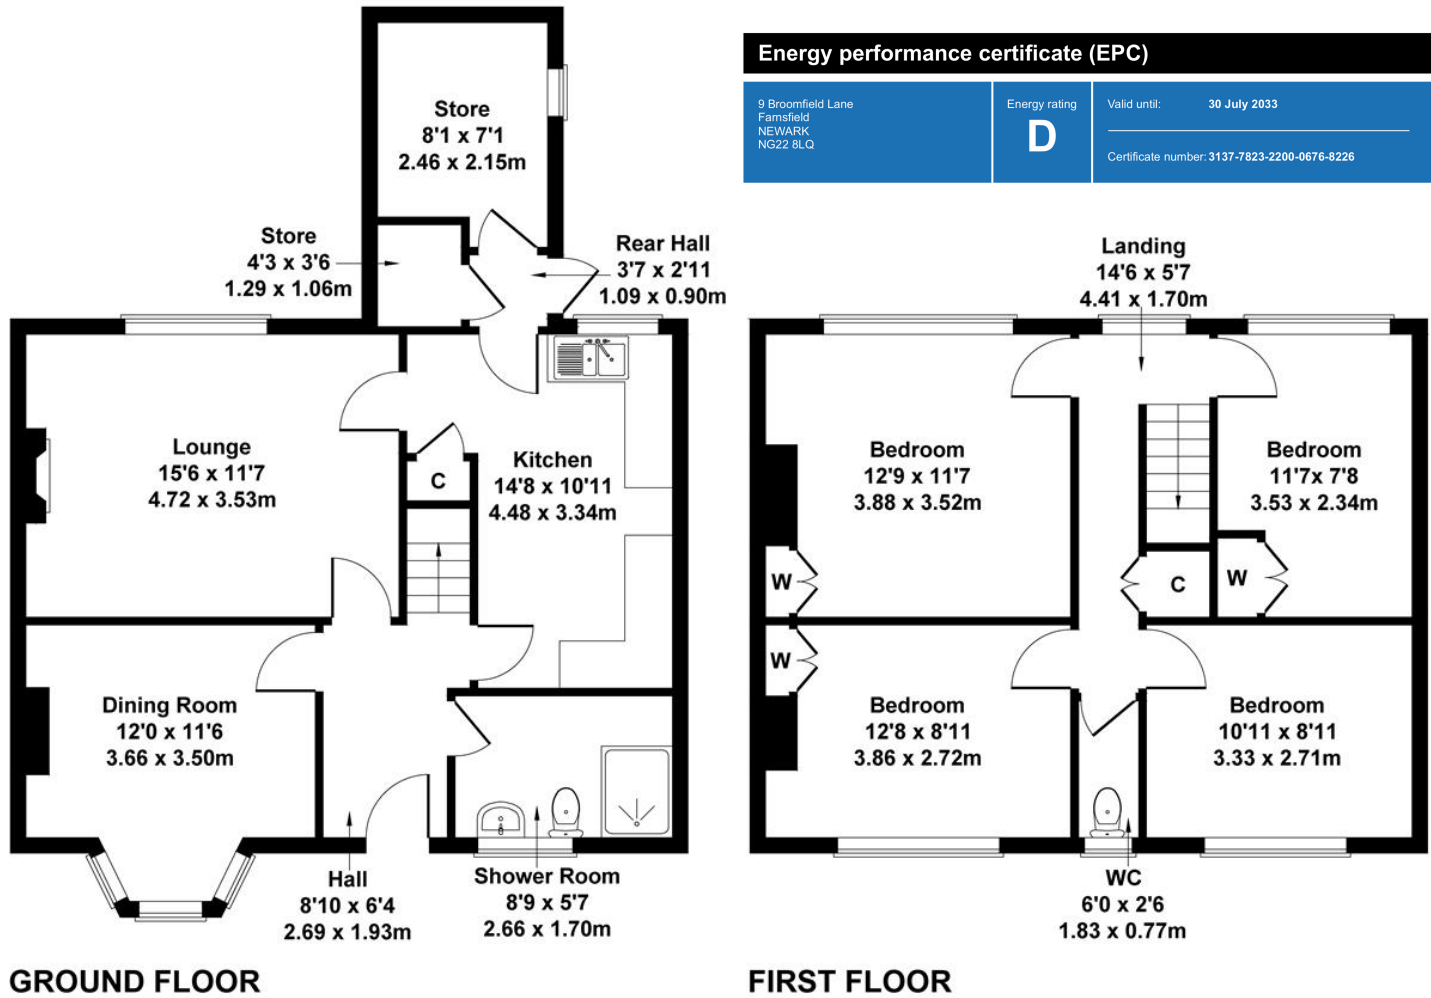 Energy performance certificate (EPC)
9 Broomfield Lane
Farnsfield
NEWARK
NG22 8LQ
Energy rating
D
Valid until: 30 July 2033
Certificate number: 3137-7823-2200-0676-8226
Store
8'1 x 7'1
2.46 x 2.15m
Store
4'3 x 3'6
1.29 x 1.06m
Rear Hall
3'7 x 2'11
1.09 x 0.90m
Lounge
15'6 x 11'7
4.72 x 3.53m
C
Kitchen
14'8 x 10'11
4.48 x 3.34m
Dining Room
12'0 x 11'6
3.66 x 3.50m
Hall
8'10 x 6'4
2.69 x 1.93m
Shower Room
8'9 x 5'7
2.66 x 1.70m
GROUND FLOOR
Landing
14'6 x 5'7
4.41 x 1.70m
Bedroom
12'9 x 11'7
3.88 x 3.52m
Bedroom
11'7x 7'8
3.53 x 2.34m
W
C
W
W
Bedroom
12'8 x 8'11
3.86 x 2.72m
Bedroom
10'11 x 8'11
3.33 x 2.71m
WC
6'0 x 2'6
1.83 x 0.77m
FIRST FLOOR